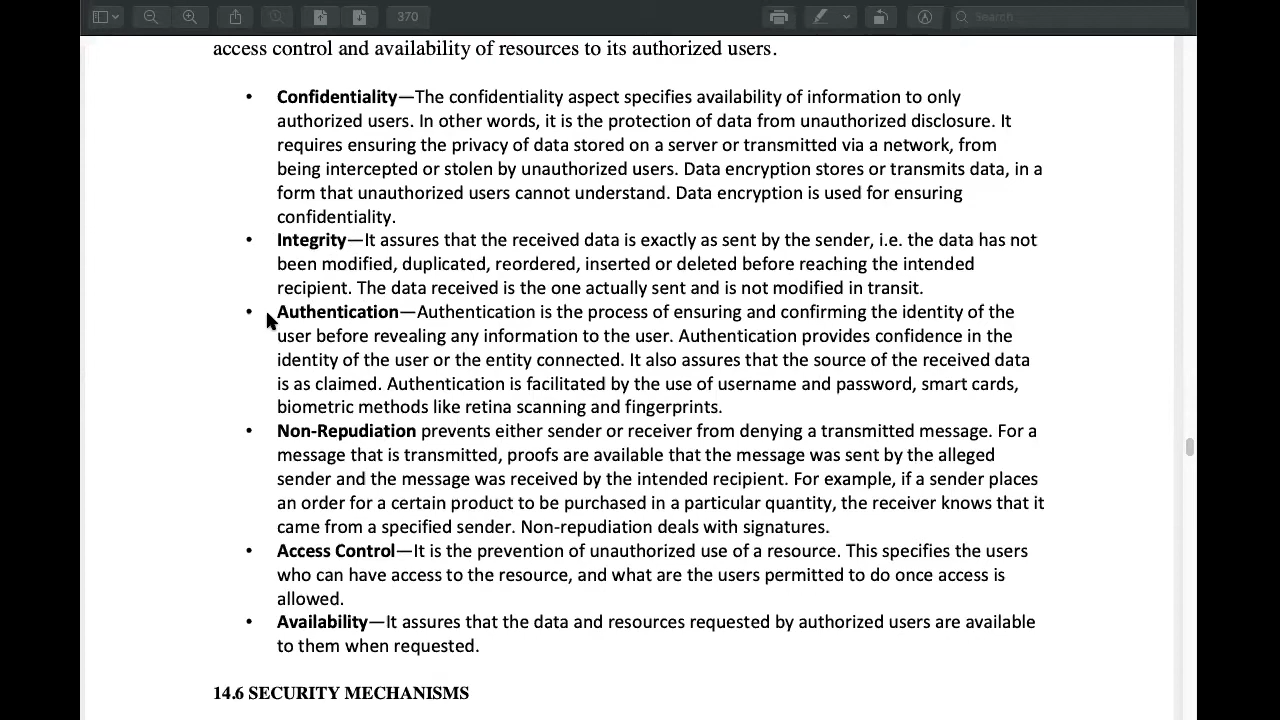 370
Search
access control and availability of resources to its authorized users.
• Confidentiality—The confidentiality aspect specifies availability of information to only
authorized users. In other words, it is the protection of data from unauthorized disclosure. It
requires ensuring the privacy of data stored on a server or transmitted via a network, from
being intercepted or stolen by unauthorized users. Data encryption stores or transmits data, in a
form that unauthorized users cannot understand. Data encryption is used for ensuring
confidentiality.
• Integrity—It assures that the received data is exactly as sent by the sender, i.e. the data has not
been modified, duplicated, reordered, inserted or deleted before reaching the intended
recipient. The data received is the one actually sent and is not modified in transit.
• Authentication—Authentication is the process of ensuring and confirming the identity of the
user before revealing any information to the user. Authentication provides confidence in the
identity of the user or the entity connected. It also assures that the source of the received data
is as claimed. Authentication is facilitated by the use of username and password, smart cards,
biometric methods like retina scanning and fingerprints.
• Non-Repudiation prevents either sender or receiver from denying a transmitted message. For a
message that is transmitted, proofs are available that the message was sent by the alleged
sender and the message was received by the intended recipient. For example, if a sender places
an order for a certain product to be purchased in a particular quantity, the receiver knows that it
came from a specified sender. Non-repudiation deals with signatures.
• Access Control—It is the prevention of unauthorized use of a resource. This specifies the users
who can have access to the resource, and what are the users permitted to do once access is
allowed.
• Availability—It assures that the data and resources requested by authorized users are available
to them when requested.
14.6 SECURITY MECHANISMS